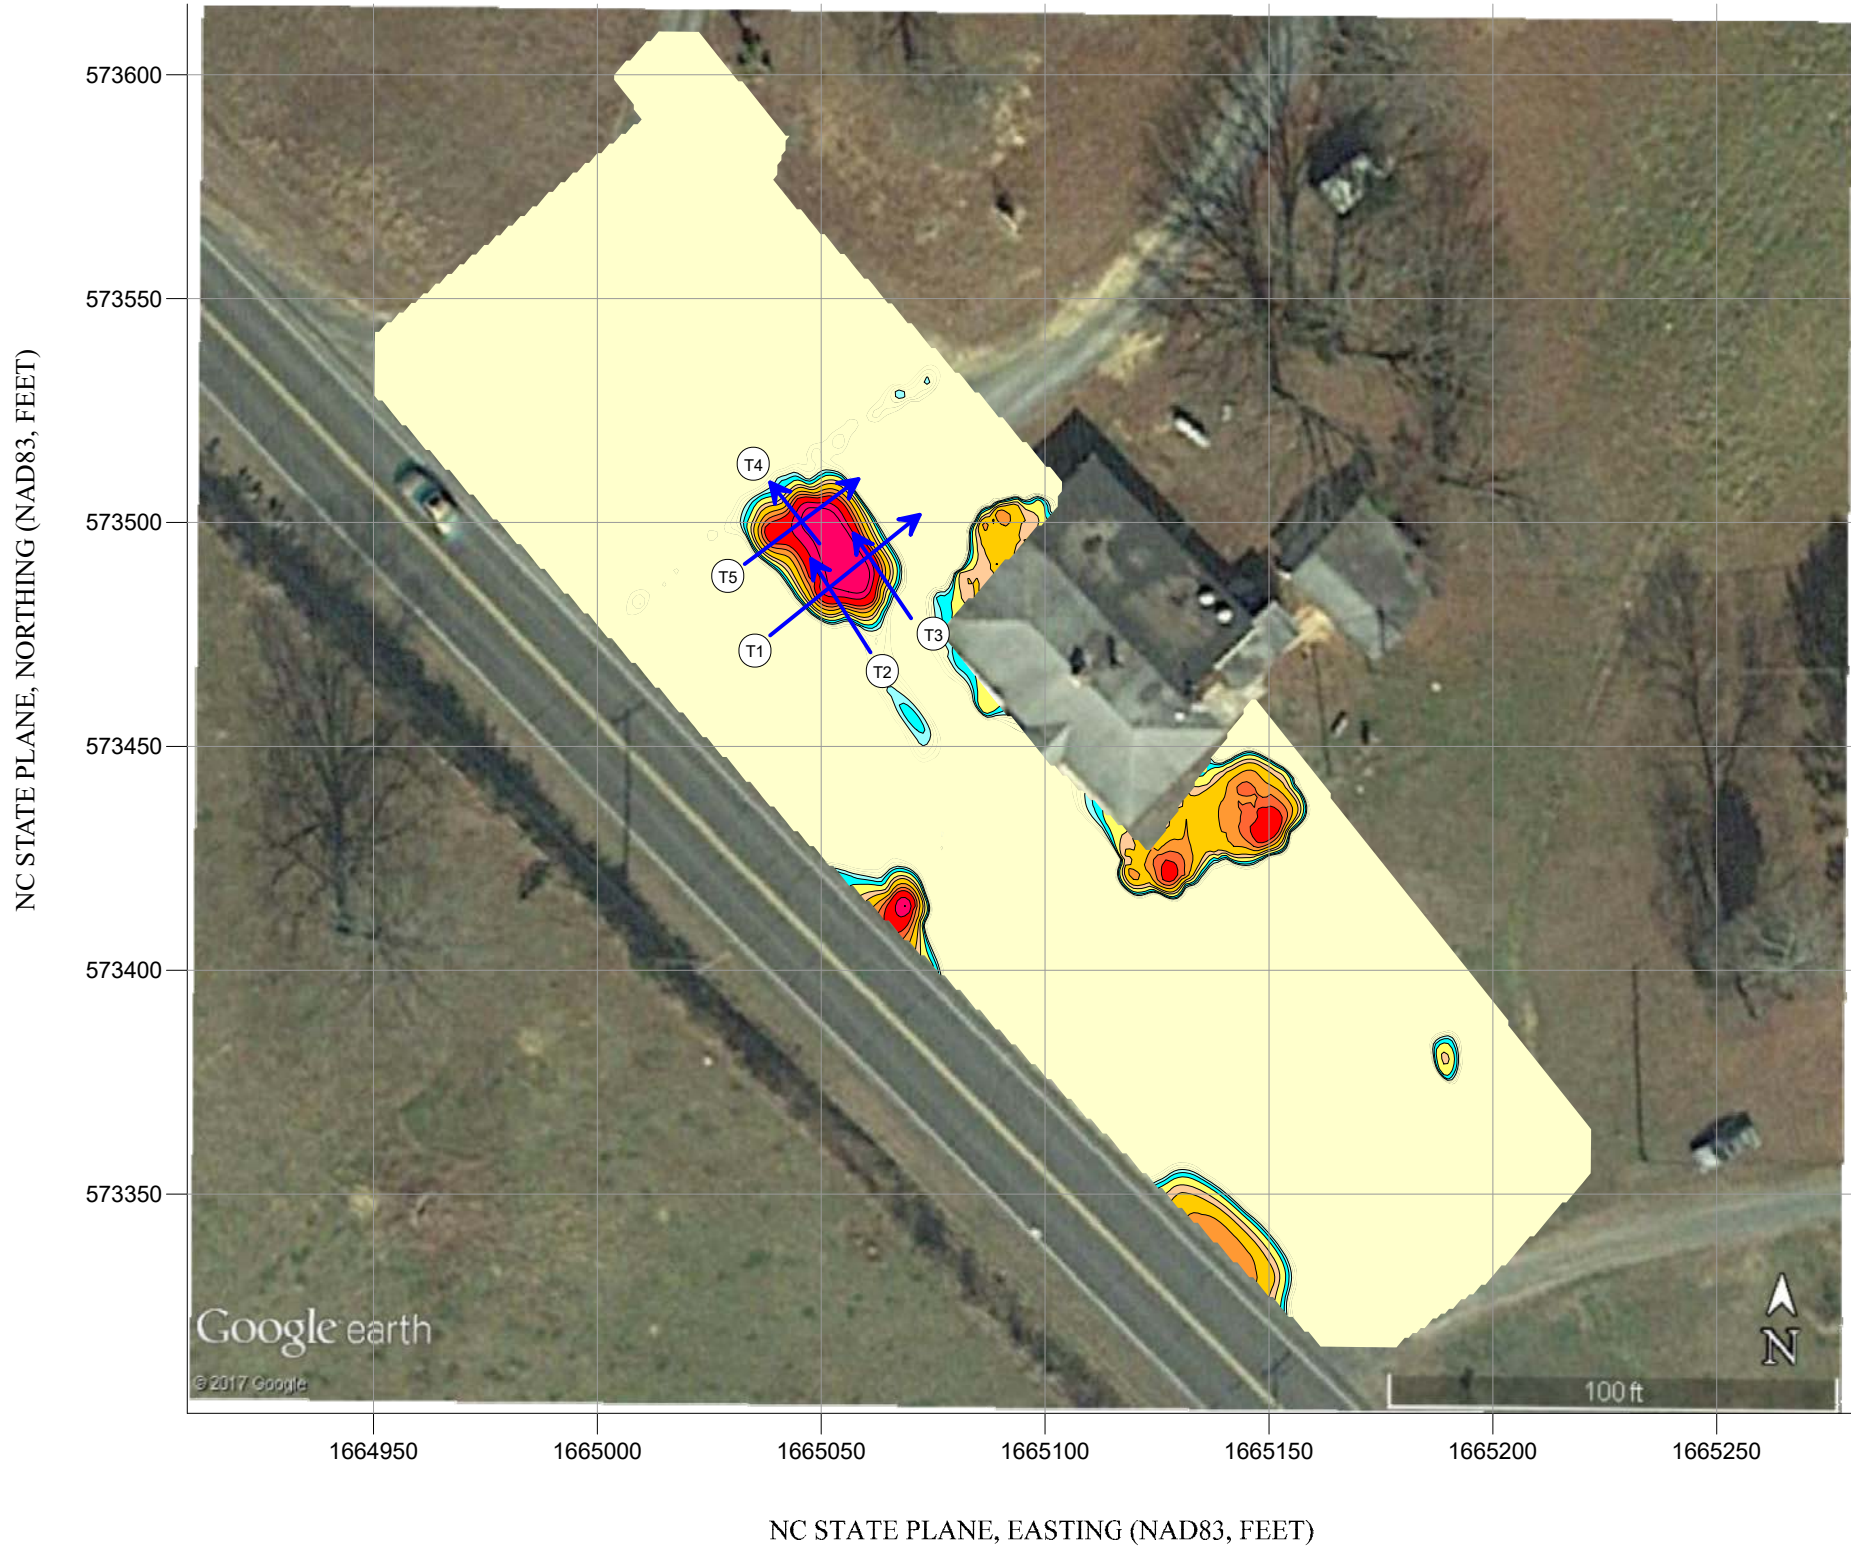 573600
573550
573500
573450
573400
573350
NC STATE PLANE, NORTHING (NAD83, FEET)
T4
T5
T1
T3
T2
Google earth
© 2017 Google
N
100 ft
1664950
1665000
1665050
1665100
1665150
1665200
1665250
NC STATE PLANE, EASTING (NAD83, FEET)